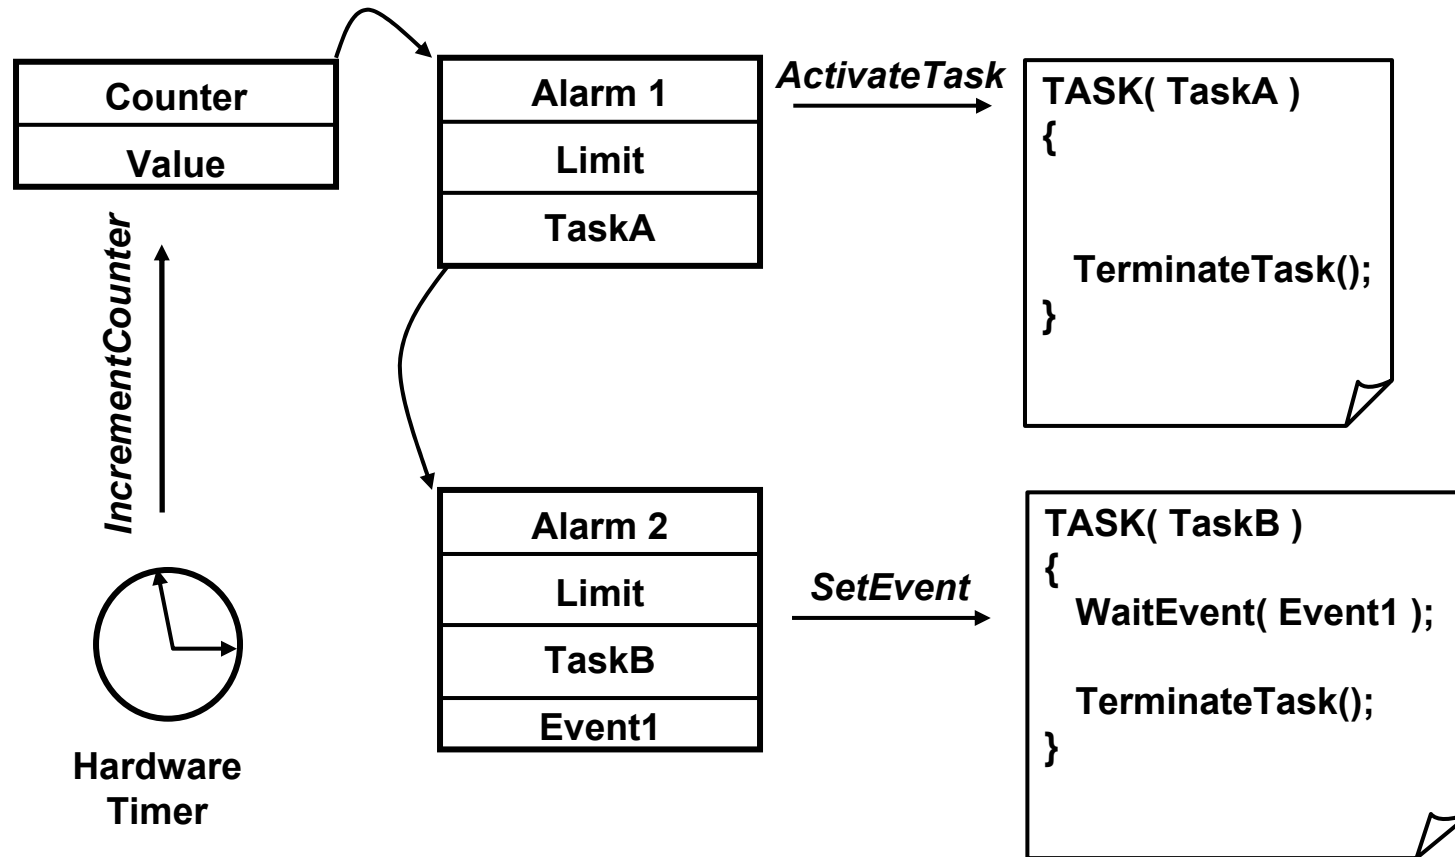 Counter
Value
IncrementCounter
Hardware
Timer
Alarm 1
Limit
TaskA
ActivateTask
TASK( TaskA )
{
TerminateTask();
}
Alarm 2
Limit
TaskB
Event1
SetEvent
TASK( TaskB )
{
WaitEvent( Event1 );
TerminateTask();
}